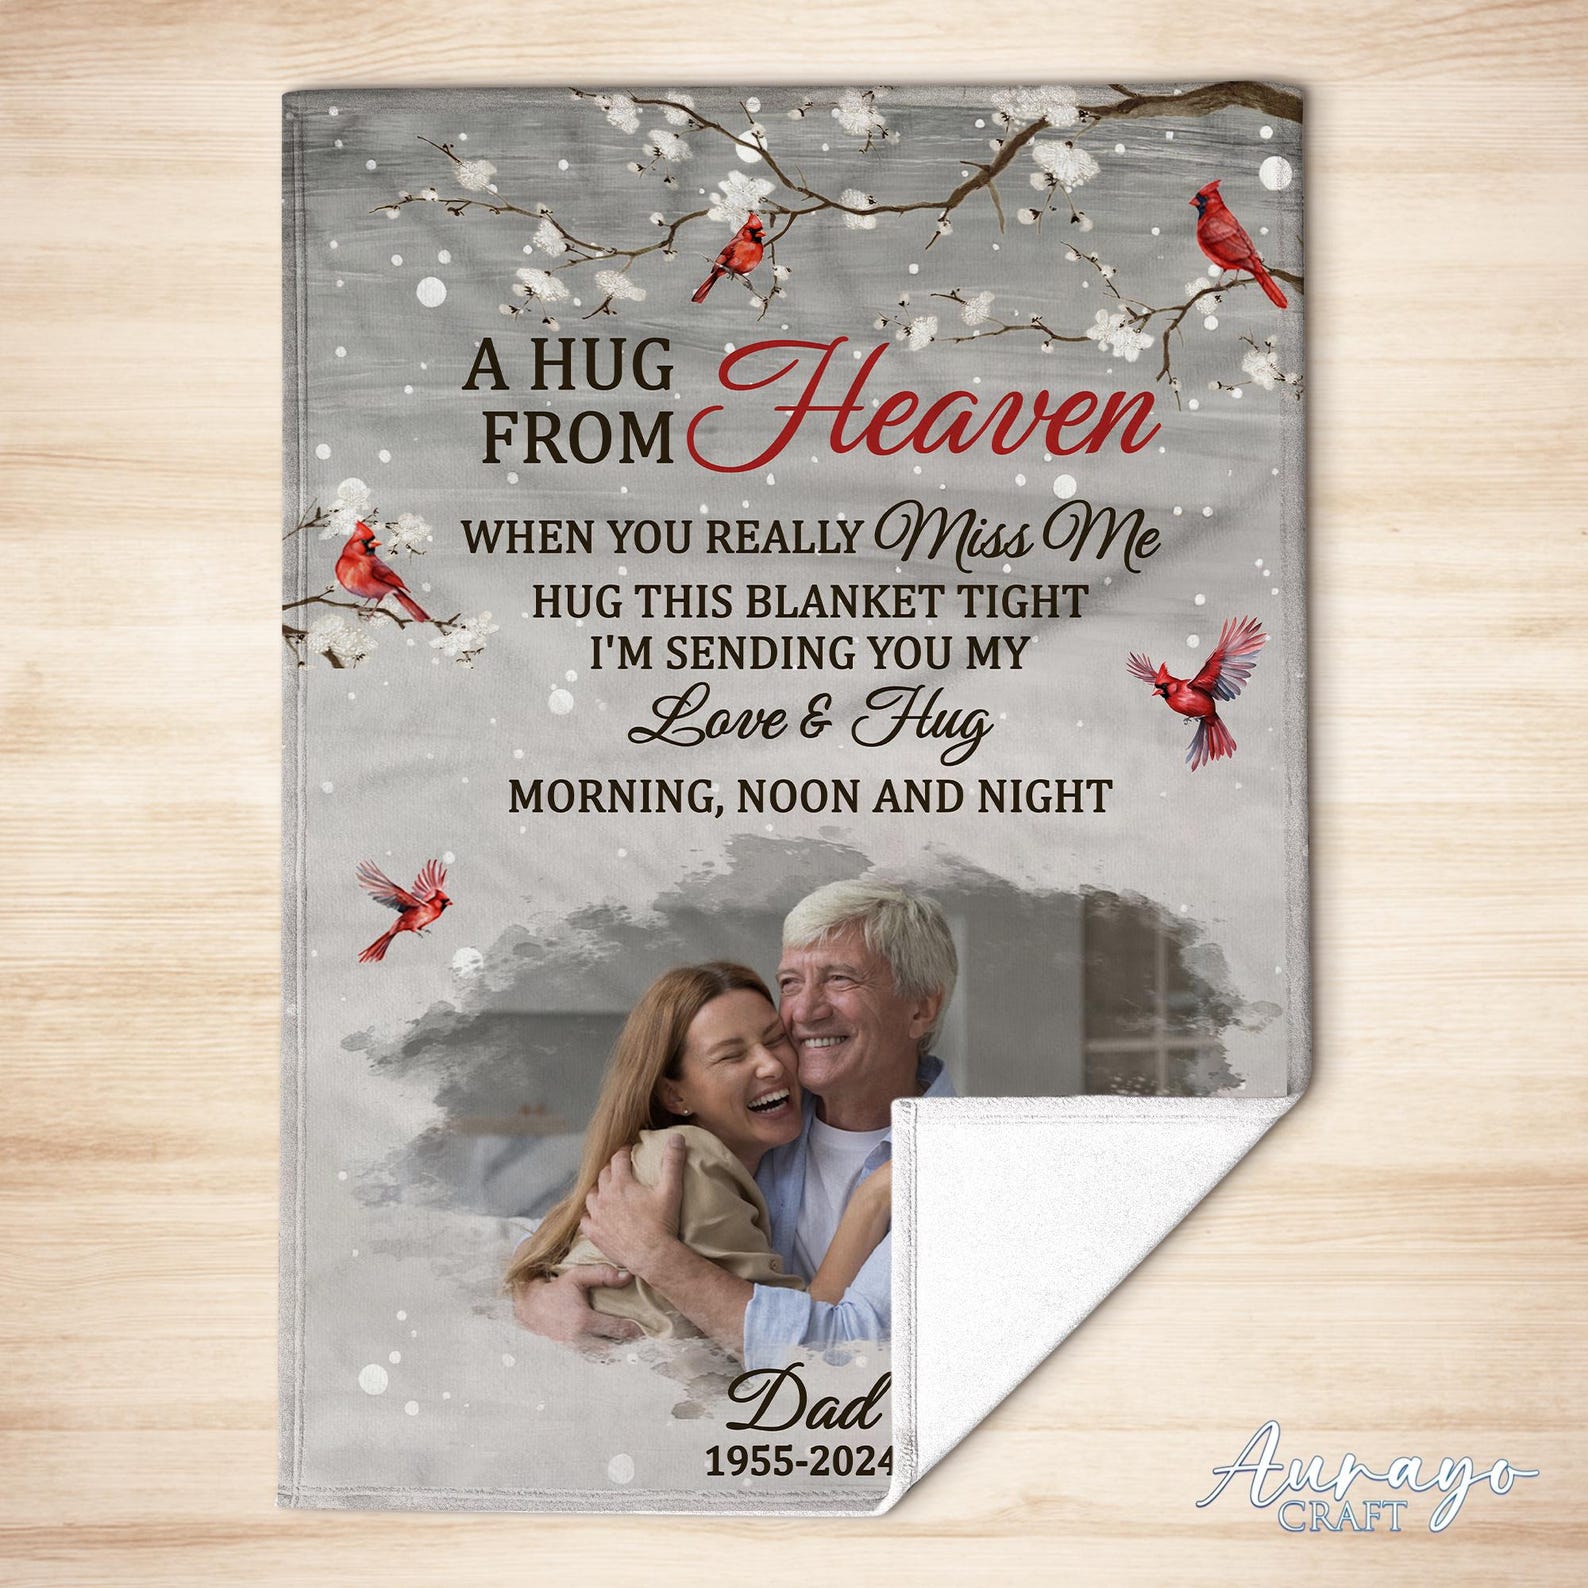 A HUG
FROM Heaven
WHEN YOU REALLY Miss Me
HUG THIS BLANKET TIGHT
I'M SENDING YOU MY
Love & Hug
MORNING, NOON AND NIGHT
Dad
1955-2024
Aurayo
CRAFT